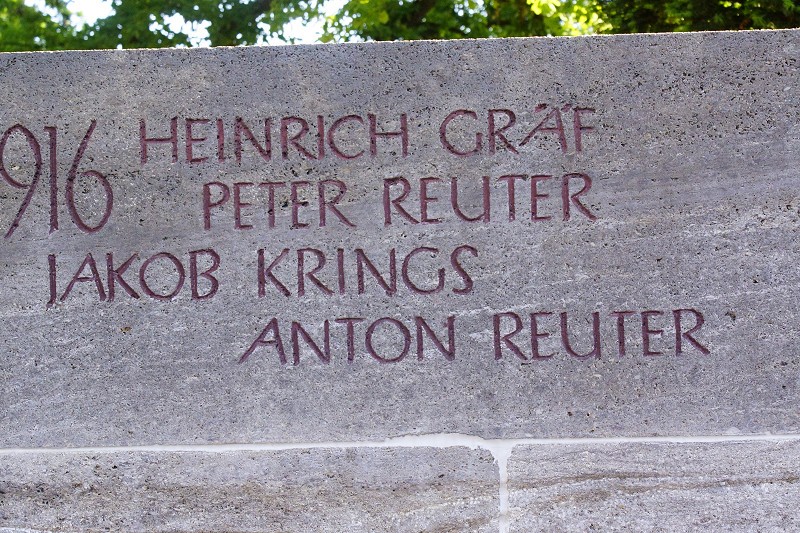 916 HEINRICH GRÄF
PETER REUTER
JAKOB KRINGS
ANTON REUTER